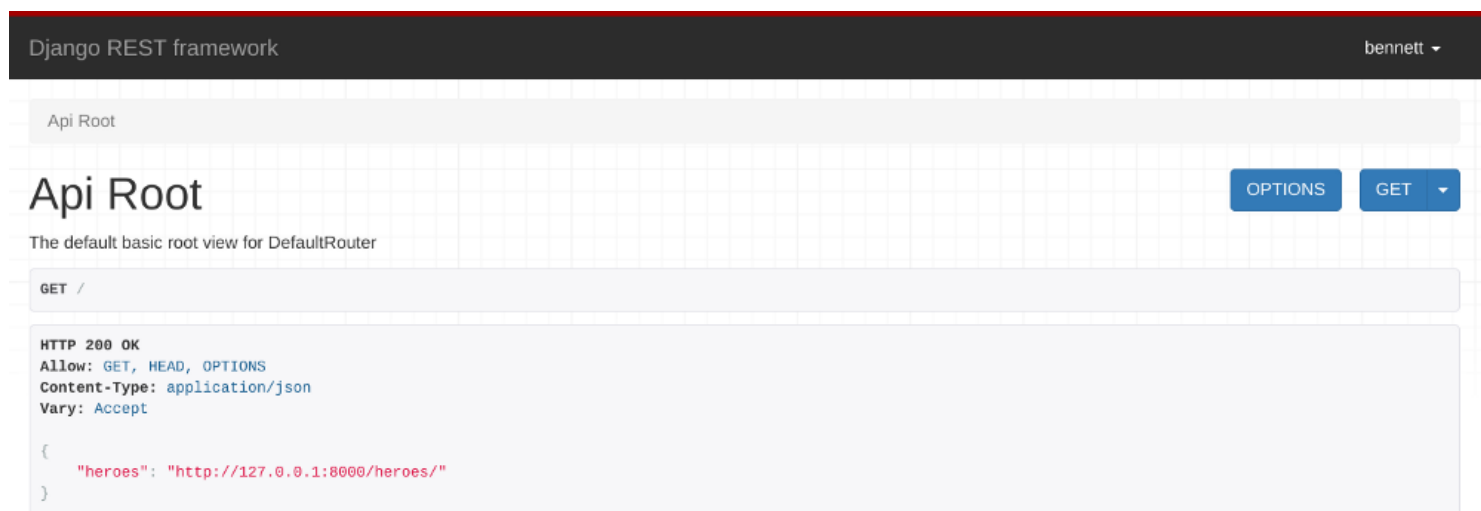 Django REST framework
bennett
Api Root
Api Root
OPTIONS
GET
The default basic root view for DefaultRouter
GET /
HTTP 200 OK
Allow: GET, HEAD, OPTIONS
Content-Type: application/json
Vary: Accept
{
"heroes": "http://127.0.0.1:8000/heroes/"
}